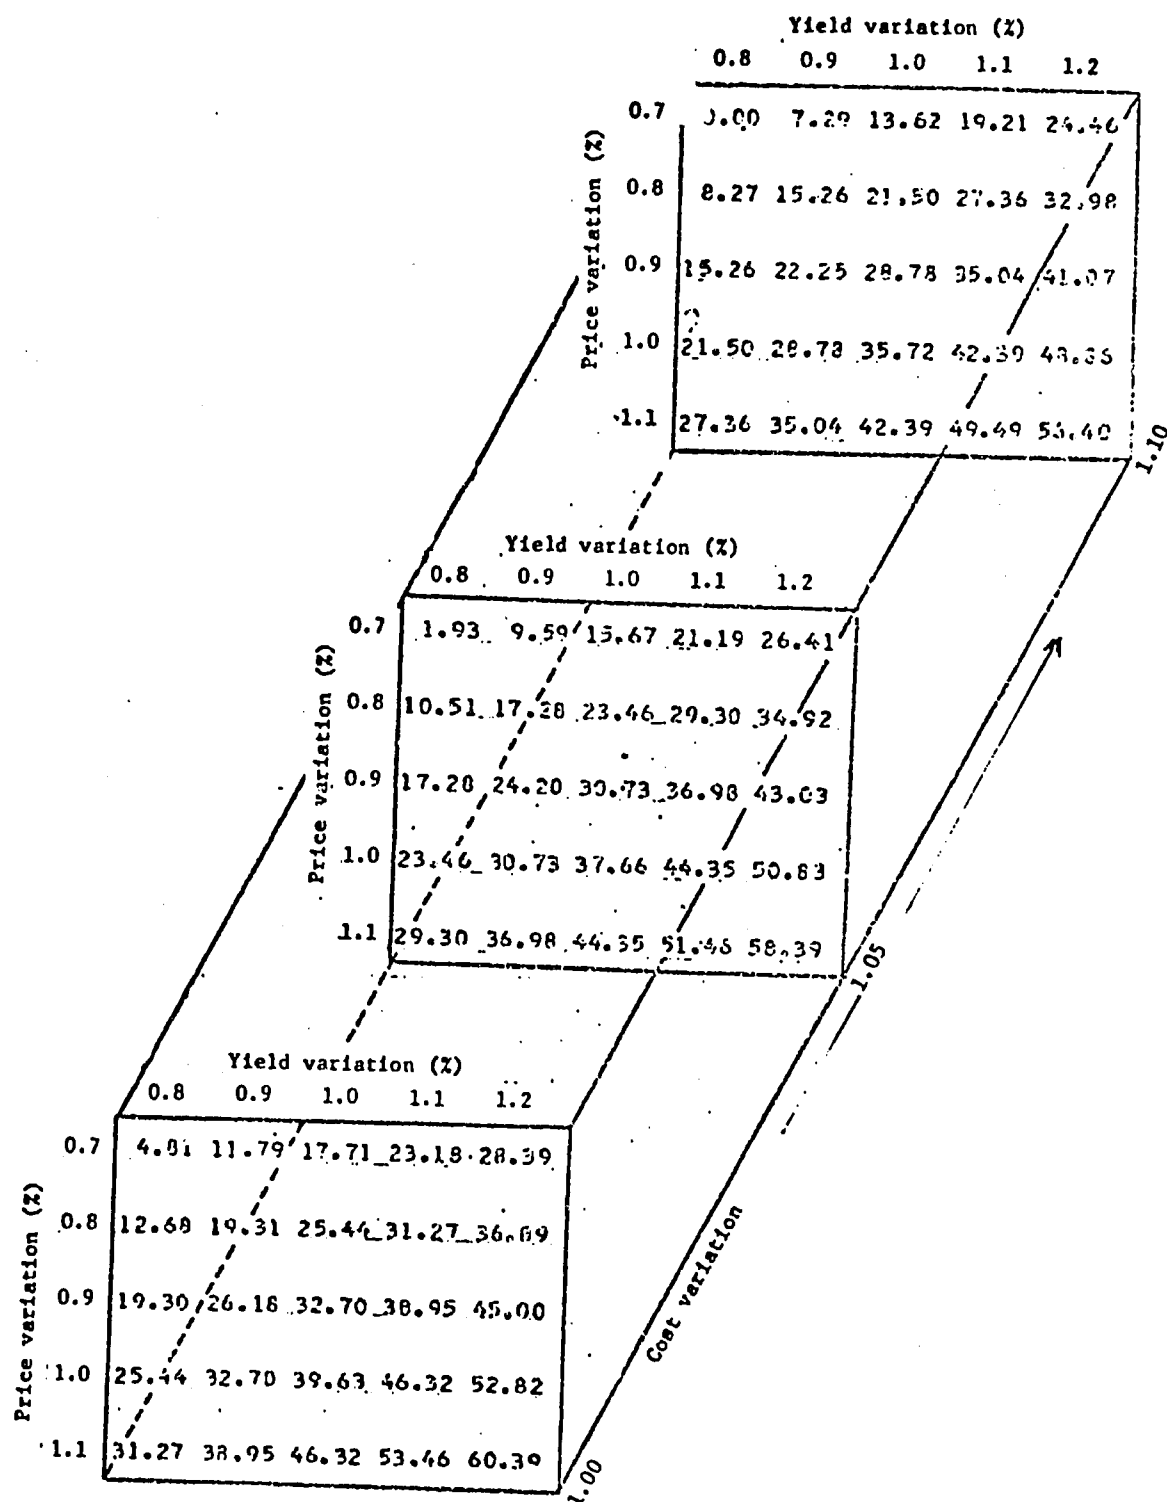 Yield variation (%)
0.8 0.9 1.0 1.1 1.2
Price variation (%)
0.7 0.00 7.29 13.62 19.21 24.46
0.8 8.27 15.26 21.50 27.36 32.98
0.9 15.26 22.25 28.78 35.04 41.07
1.0 21.50 28.78 35.72 42.39
1.1 27.36 35.04 42.39 49.49
1.10
Yield variation (%)
0.8 0.9 1.0 1.1 1.2
Price variation (%)
0.7 1.93 9.59 15.67 21.19 26.41
0.8 10.51 17.28 23.46 29.30 34.92
0.9 17.28 24.20 30.73 36.98 43.03
1.0 23.46 30.73 37.66 44.35 50.83
1.1 29.30 36.98 44.35 51.46 58.39
1.05
Yield variation (%)
0.8 0.9 1.0 1.1 1.2
Price variation (%)
0.7 4.81 11.79 17.71 23.18 28.39
0.8 12.68 19.31 25.44 31.27
0.9 19.30 26.18 32.70 38.95 45.00
1.0 25.44 32.70 39.63 46.32 52.82
1.1 31.27 38.95 46.32 53.46 60.39
1.00
Cost variation